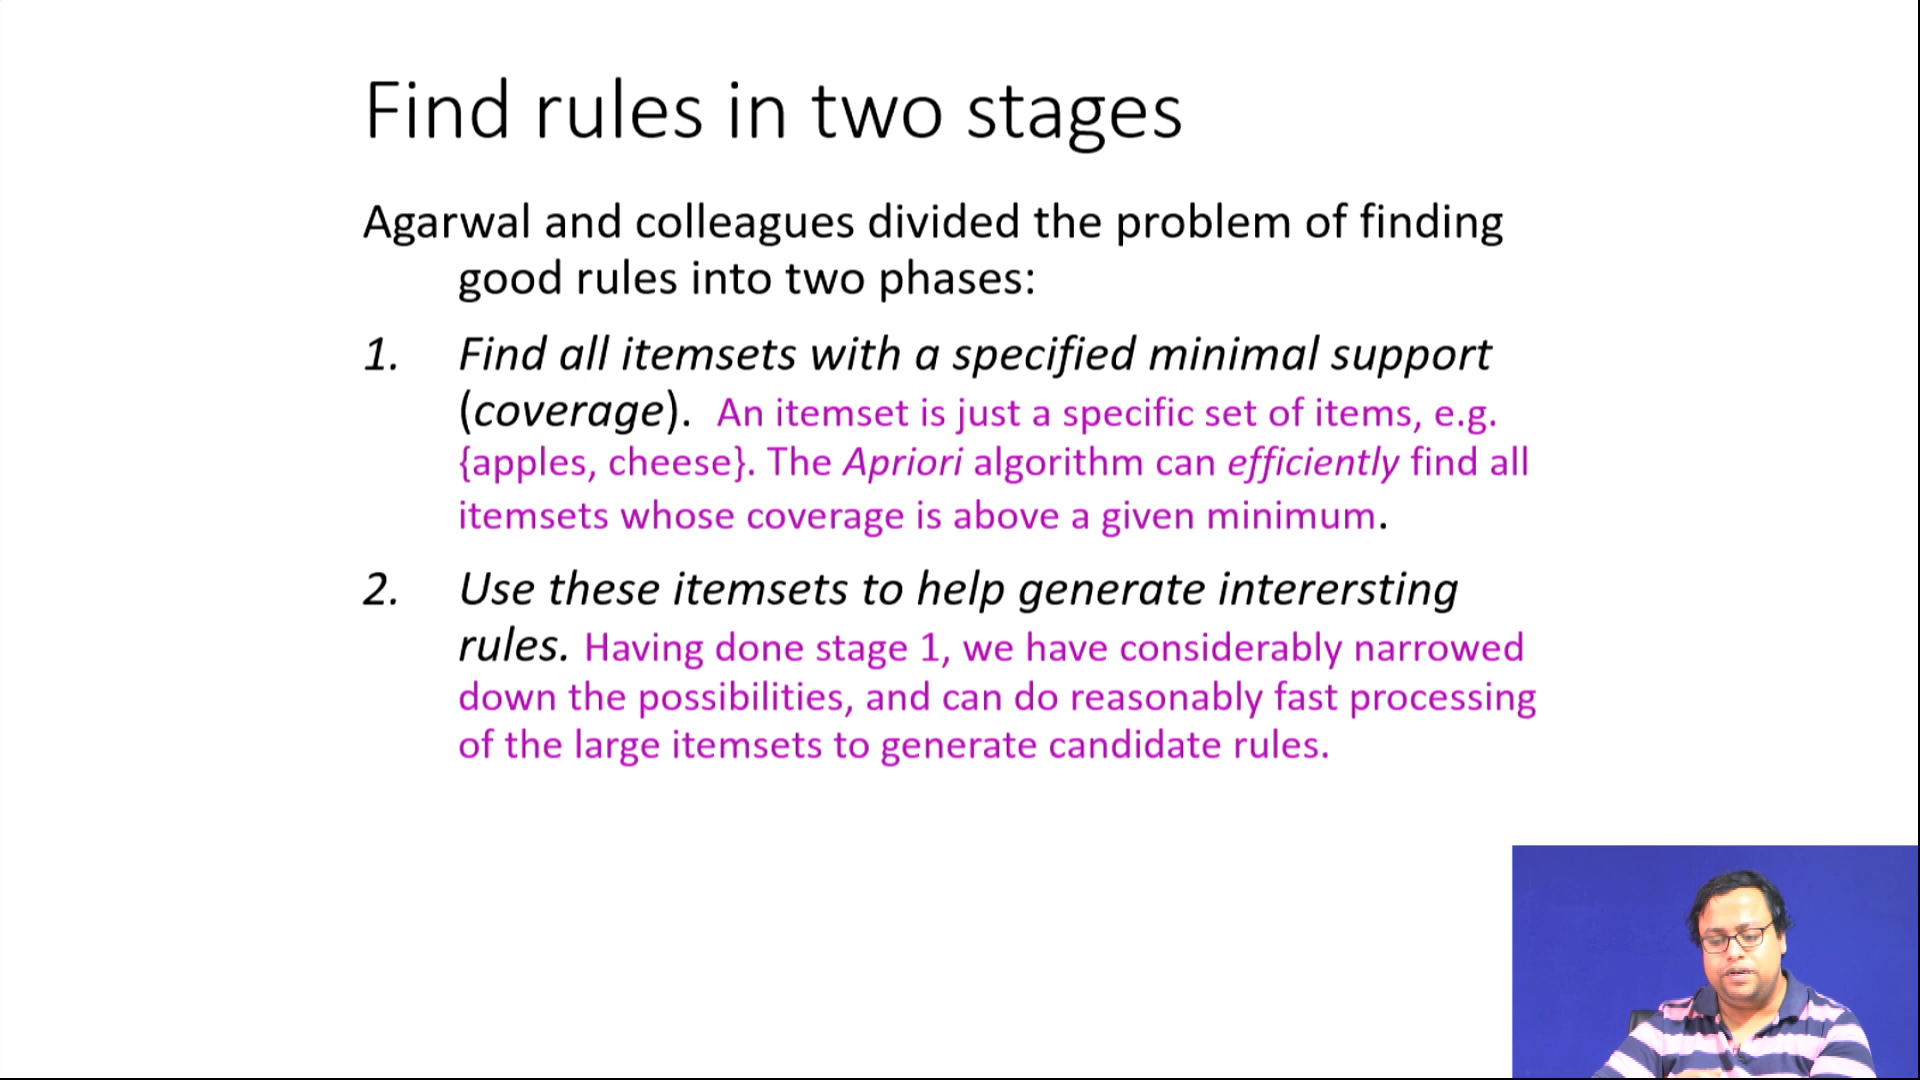 Find rules in two stages
Agarwal and colleagues divided the problem of finding
good rules into two phases:
1. Find all itemsets with a specified minimal support
(coverage). An itemset is just a specific set of items, e.g.
{apples, cheese}. The Apriori algorithm can efficiently find all
itemsets whose coverage is above a given minimum.
2. Use these itemsets to help generate interersting
rules. Having done stage 1, we have considerably narrowed
down the possibilities, and can do reasonably fast processing
of the large itemsets to generate candidate rules.